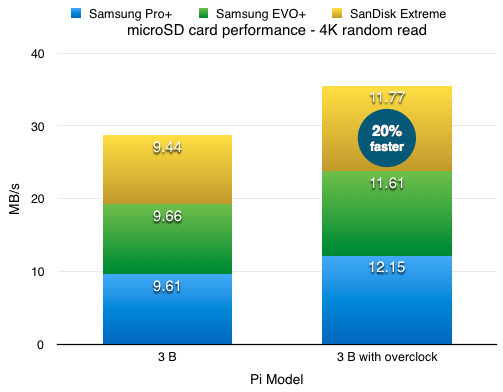 Samsung Pro+ Samsung EVO+ SanDisk Extreme
microSD card performance - 4K random read
40
30
20
10
0
MB/s
9.44
9.66
9.61
11.77
20%
faster
11.61
12.15
3 B
3 B with overclock
Pi Model